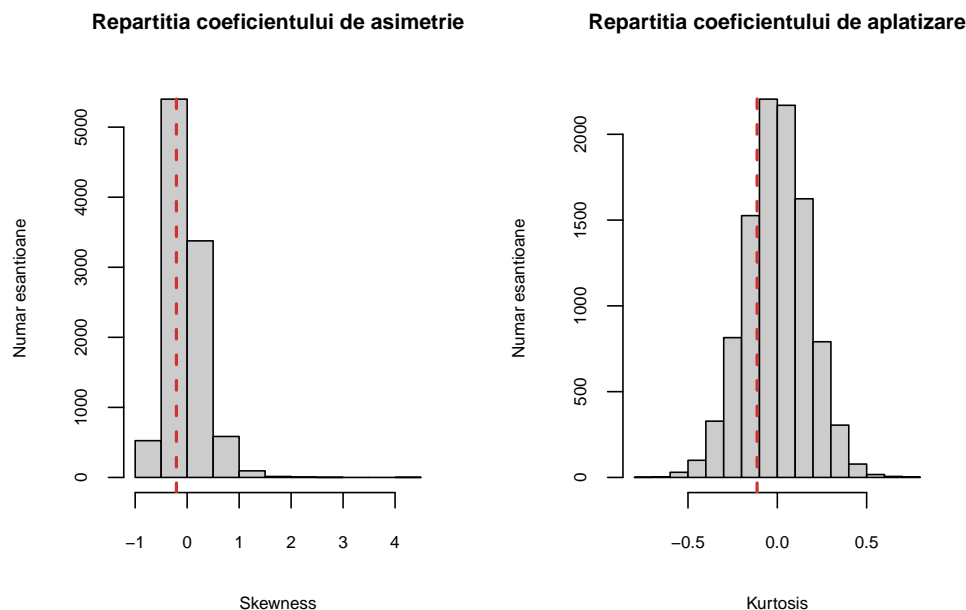 Repartitia coeficientului de asimetrie
Numar esantioane
0
1000
2000
3000
4000
5000
−1 0 1 2 3 4
Skewness
Repartitia coeficientului de aplatizare
Numar esantioane
0
500
1000
1500
2000
−0.5 0.0 0.5
Kurtosis